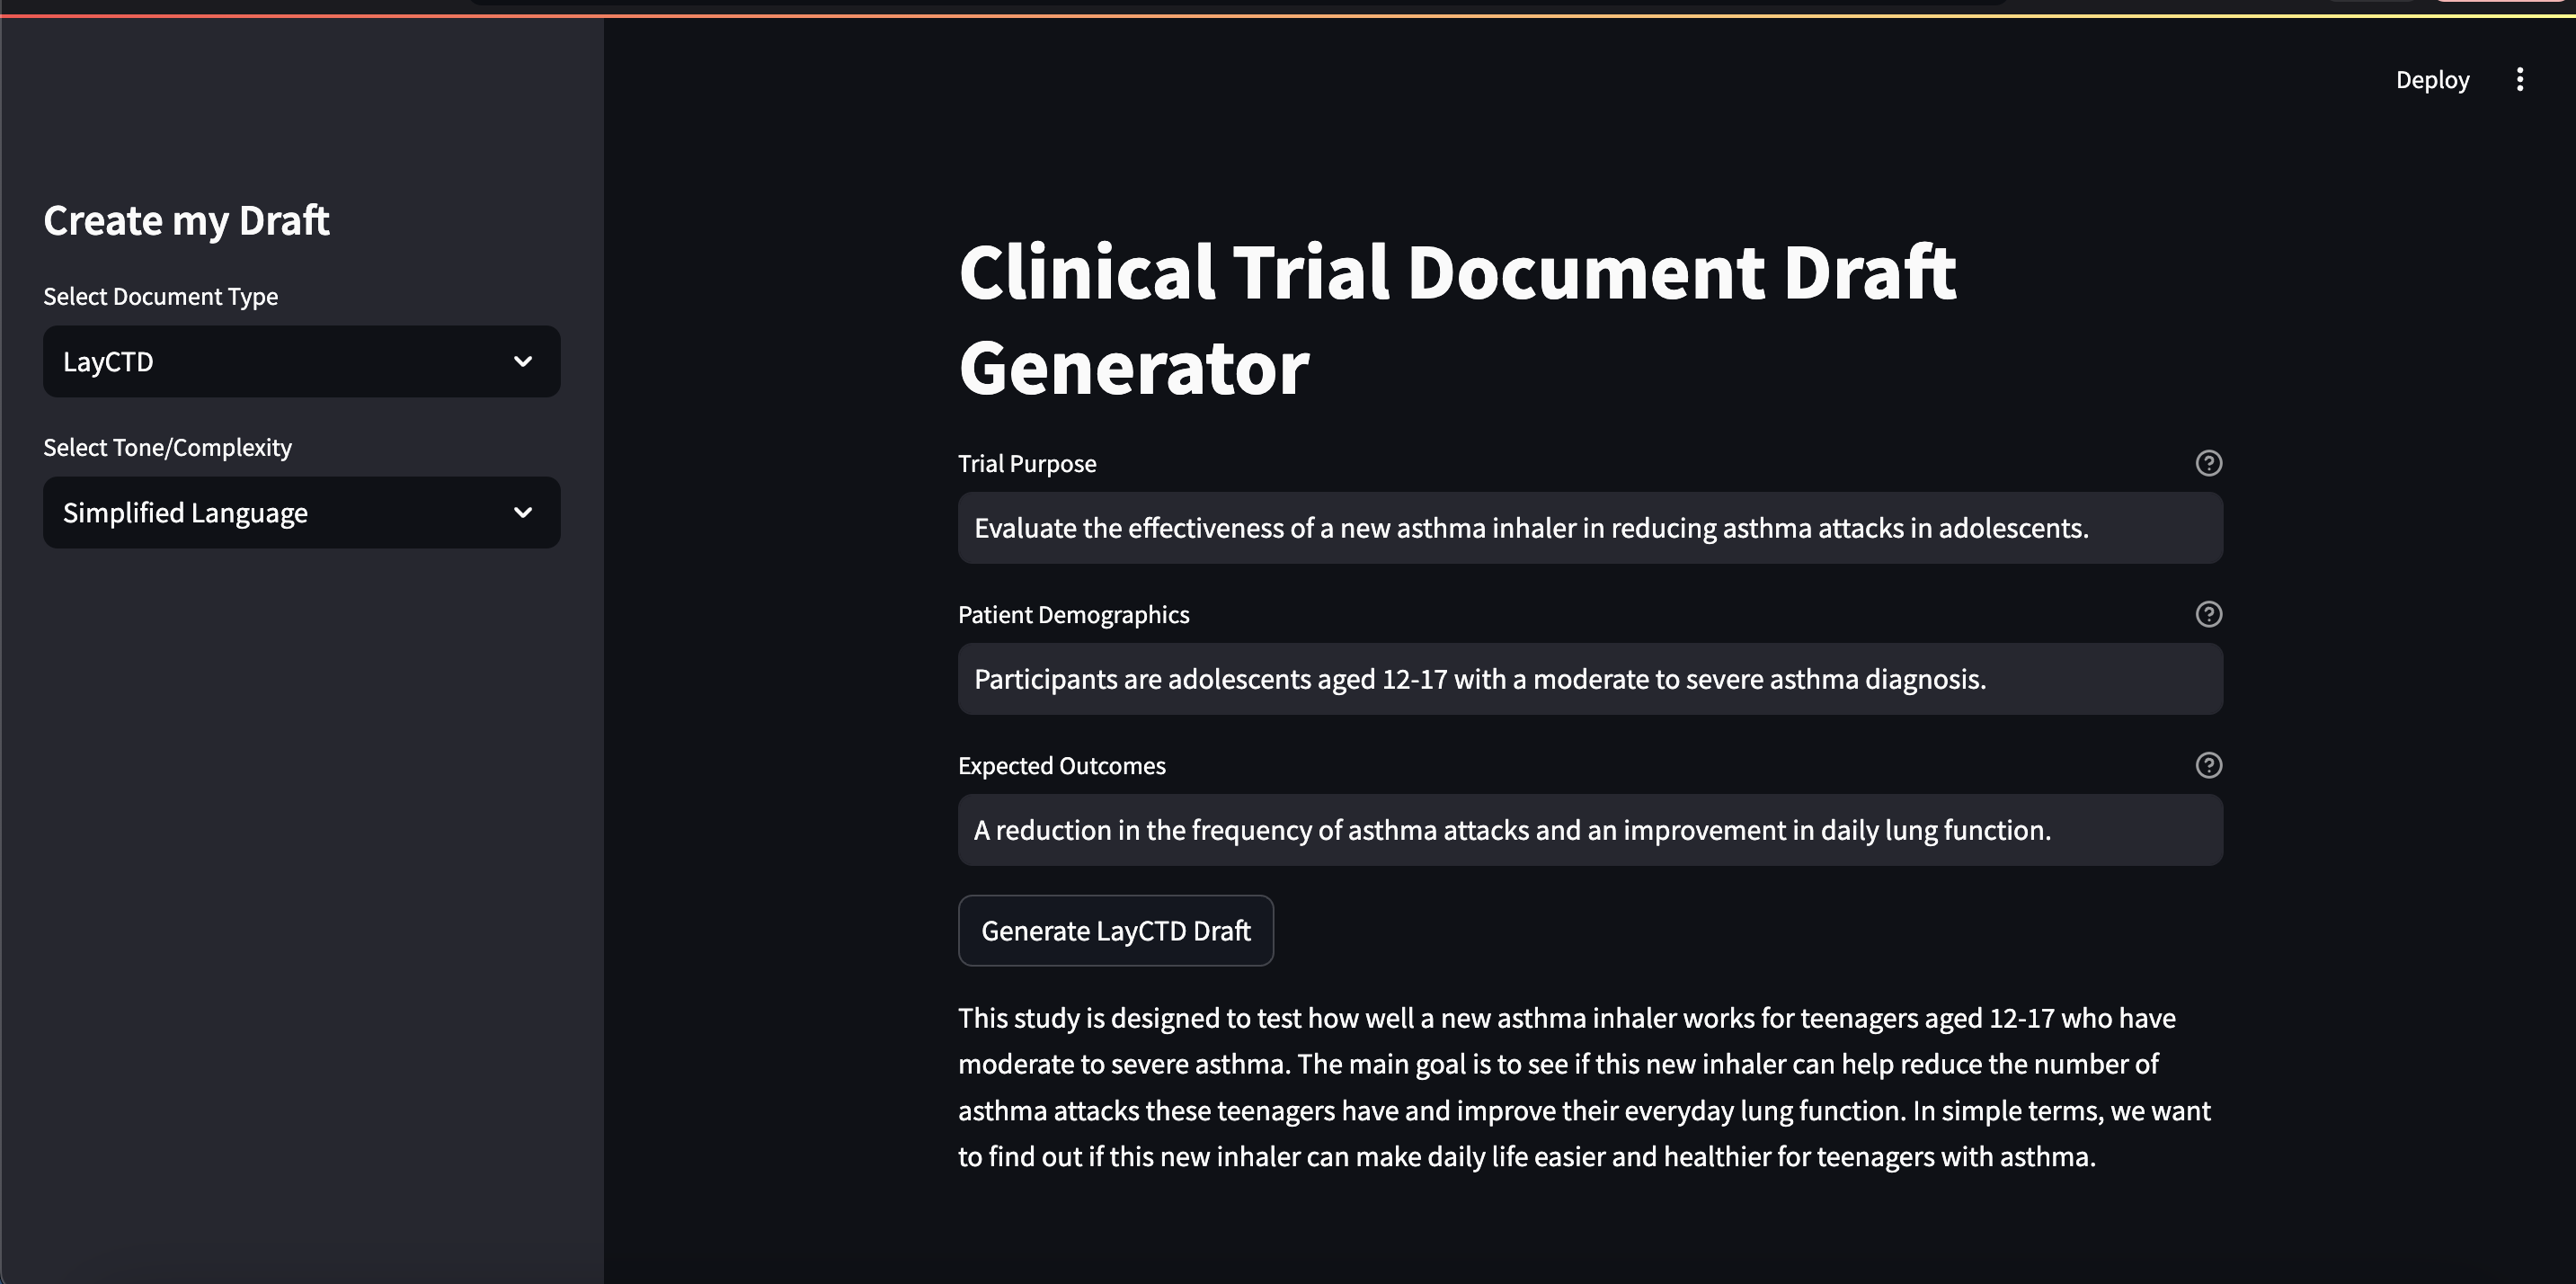 Deploy
Create my Draft
Select Document Type
LayCTD
Select Tone/Complexity
Simplified Language
Clinical Trial Document Draft
Generator
Trial Purpose
Evaluate the effectiveness of a new asthma inhaler in reducing asthma attacks in adolescents.
Patient Demographics
Participants are adolescents aged 12-17 with a moderate to severe asthma diagnosis.
Expected Outcomes
A reduction in the frequency of asthma attacks and an improvement in daily lung function.
Generate LayCTD Draft
This study is designed to test how well a new asthma inhaler works for teenagers aged 12-17 who have
moderate to severe asthma. The main goal is to see if this new inhaler can help reduce the number of
asthma attacks these teenagers have and improve their everyday lung function. In simple terms, we want
to find out if this new inhaler can make daily life easier and healthier for teenagers with asthma.